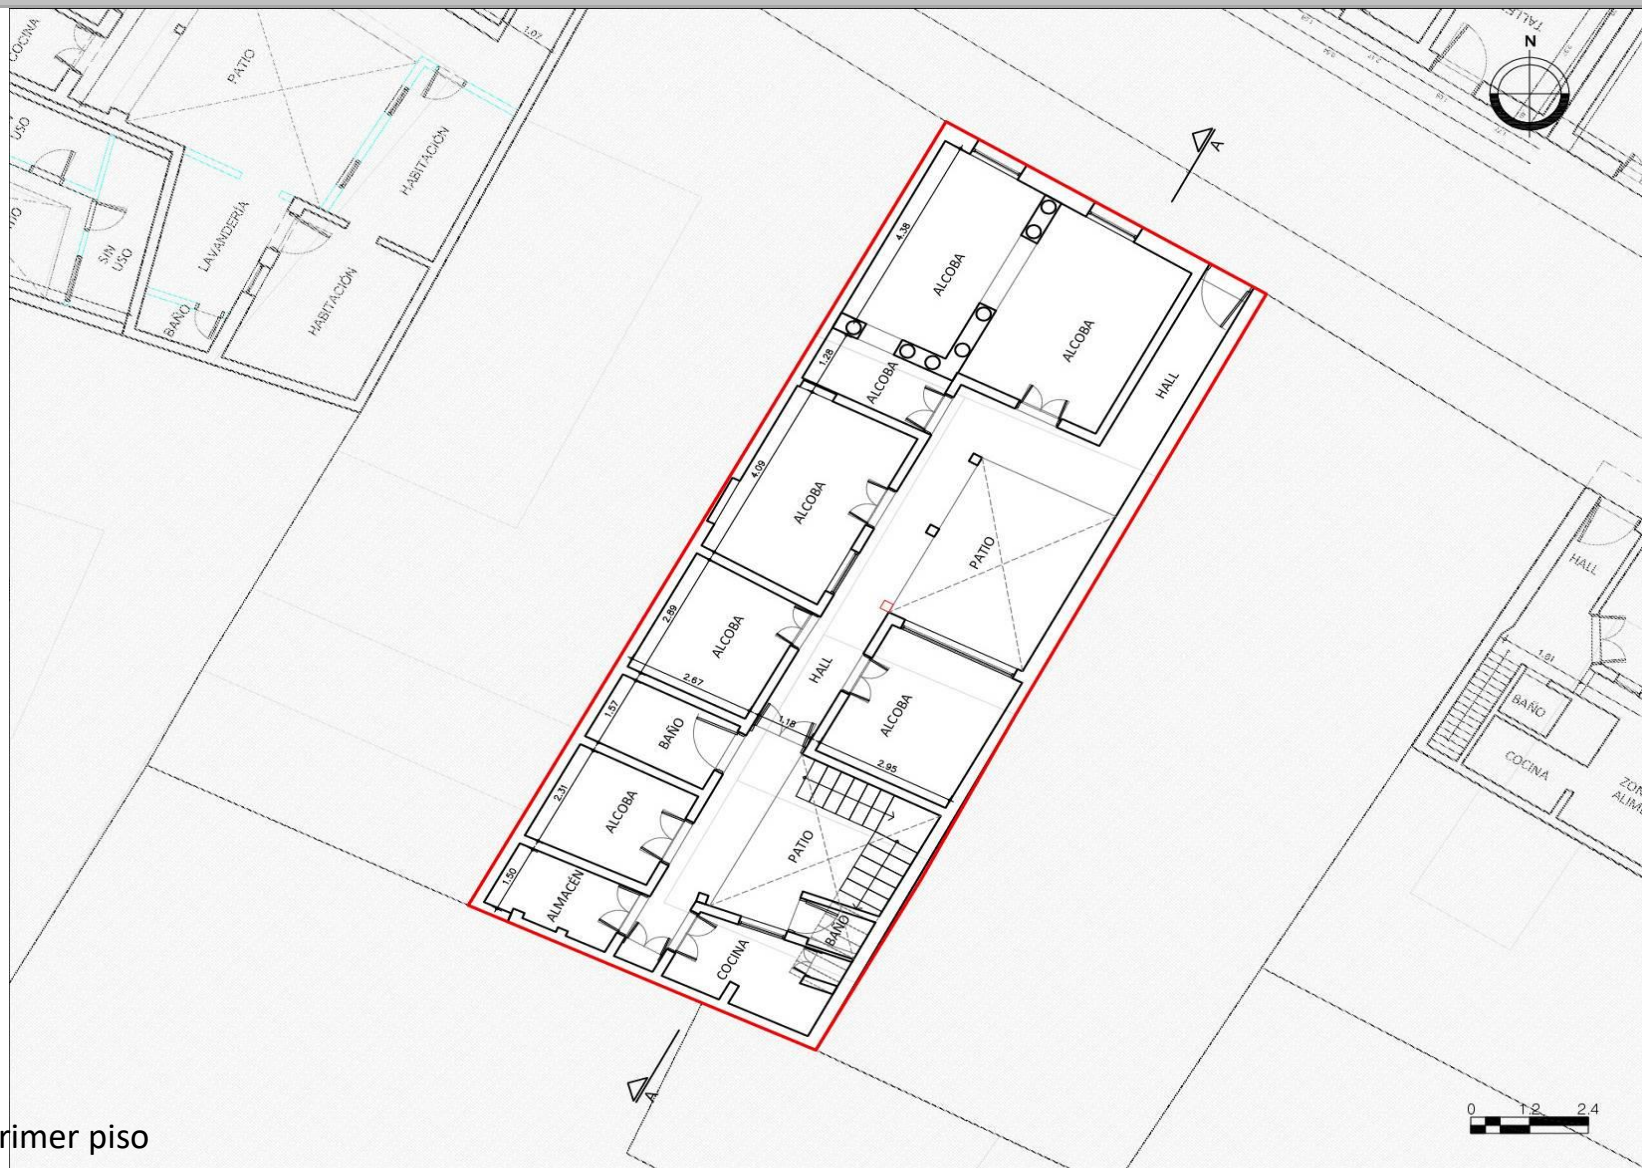 COCINA
PATIO
1.07
HABITACIÓN
USO
SIN
USO
LAVANDERÍA
BAÑO
HABITACIÓN
N
A
4.38
ALCOBA
ALCOBA
HALL
1.28
ALCOBA
4.09
ALCOBA
PATIO
2.89
ALCOBA
2.67
HALL
ALCOBA
1.18
2.95
1.57
BAÑO
2.31
ALCOBA
PATIO
1.50
ALMACÉN
BAÑO
COCINA
A
HALL
1.81
BAÑO
COCINA
0 1.2 2.4
rimer piso